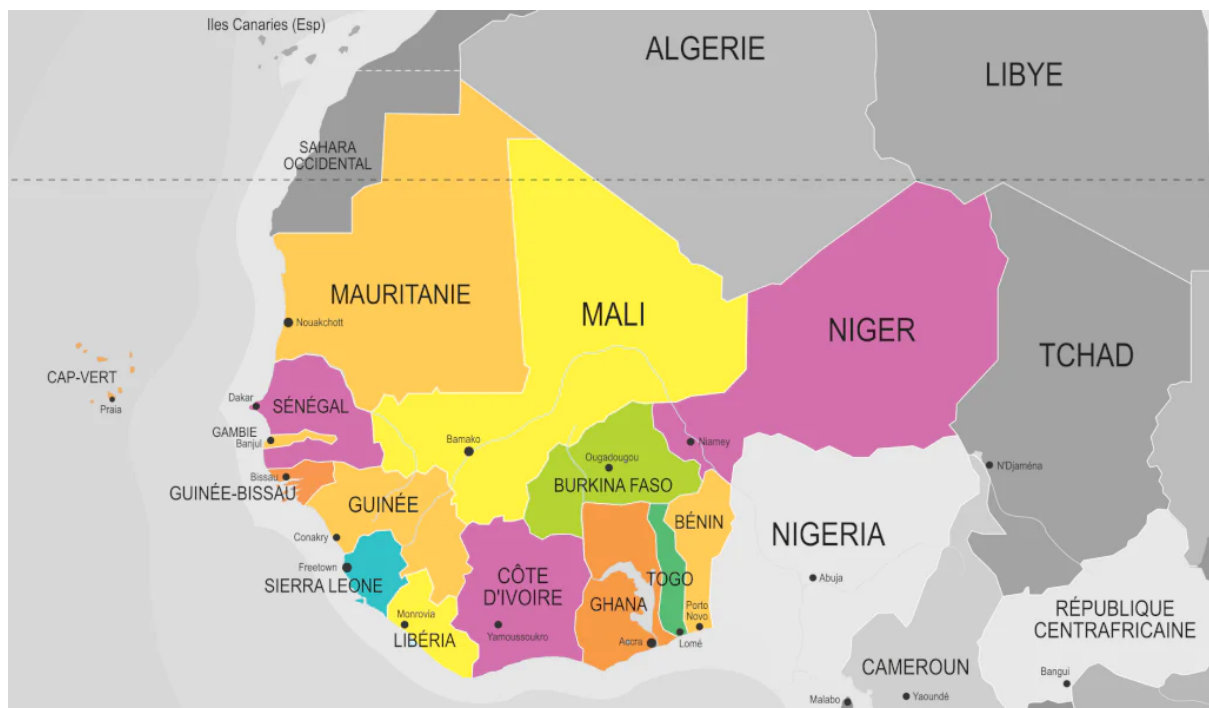 Iles Canaries (Esp)
ALGERIE
LIBYE
SAHARA
OCCIDENTAL
MAURITANIE
Nouakchott
MALI
NIGER
TCHAD
CAP-VERT
Praia
Dakar
SÉNÉGAL
GAMBIE
Banjul
Bamako
Niamey
Ougadougou
BURKINA FASO
N'Djaména
Bissau
GUINÉE-BISSAU
GUINÉE
BÉNIN
NIGERIA
Conakry
Freetown
SIERRA LEONE
CÔTE
D'IVOIRE
TOGO
GHANA
Abuja
Monrovia
LIBÉRIA
Yamoussoukro
Porto
Novo
Accra
Lomé
RÉPUBLIQUE
CENTRAFRICAINE
CAMEROUN
Bangui
Malabo
Yaoundé